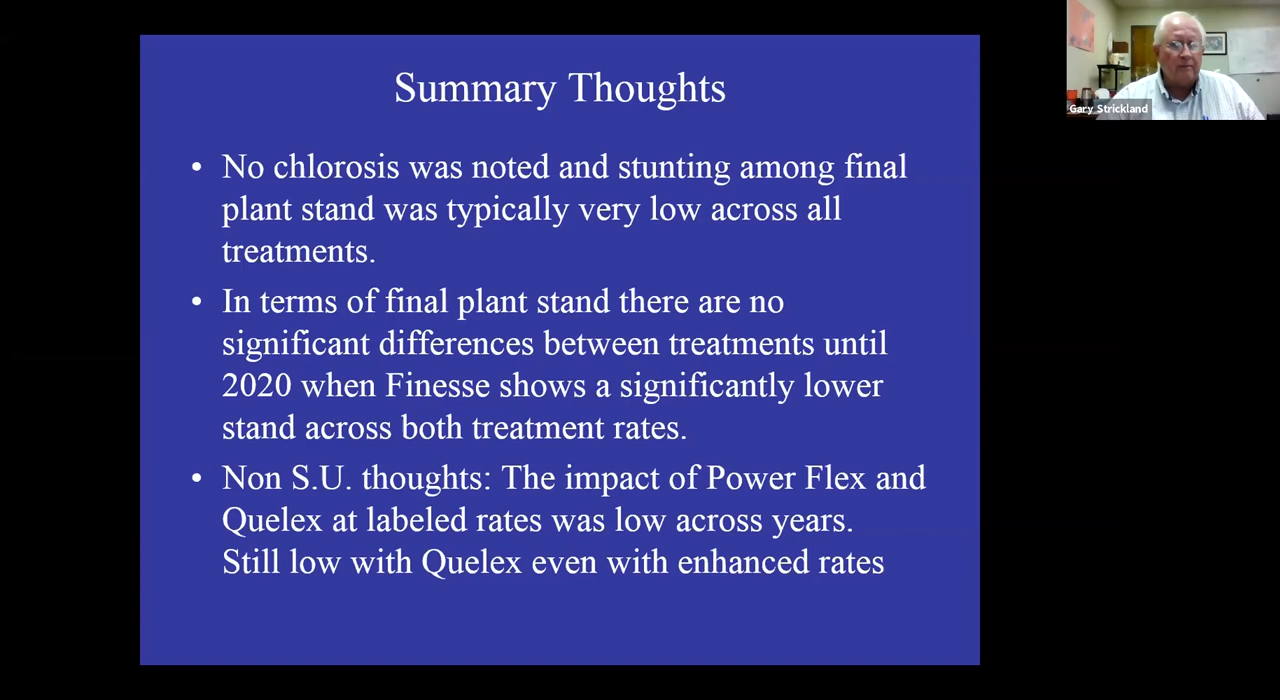 Summary Thoughts
• No chlorosis was noted and stunting among final
plant stand was typically very low across all
treatments.
• In terms of final plant stand there are no
significant differences between treatments until
2020 when Finesse shows a significantly lower
stand across both treatment rates.
• Non S.U. thoughts: The impact of Power Flex and
Quelex at labeled rates was low across years.
Still low with Quelex even with enhanced rates
Gary Strickland